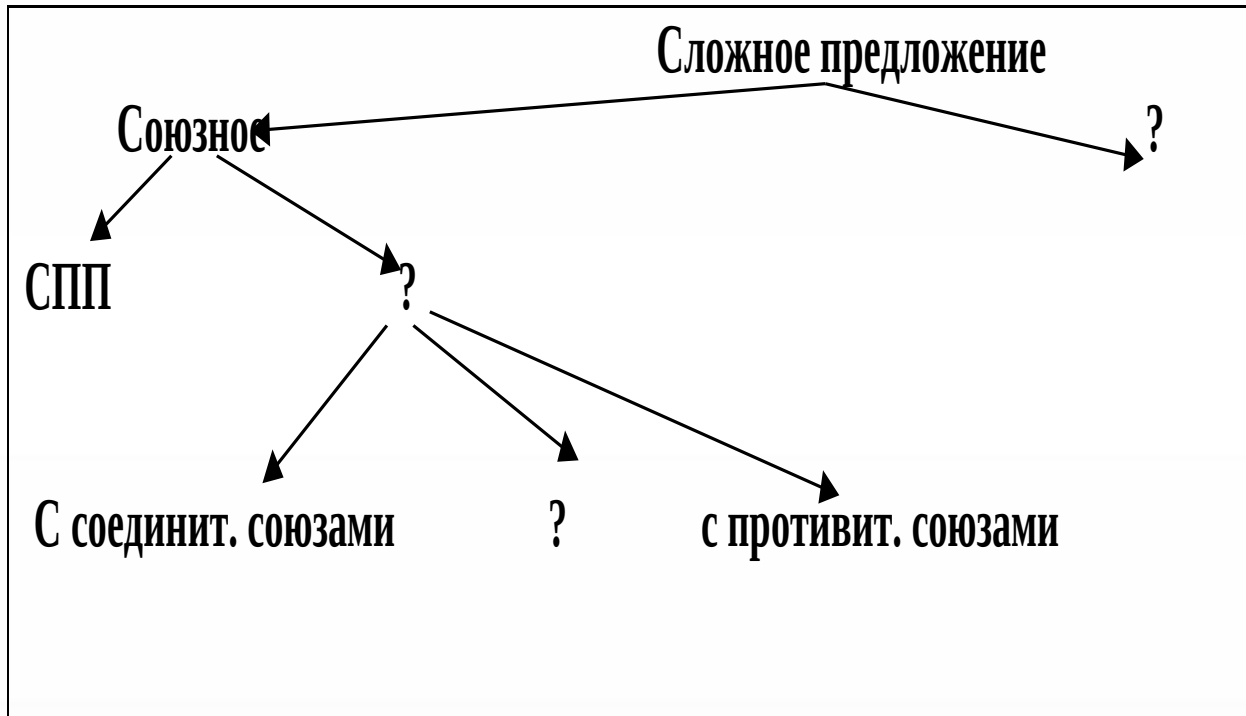 Сложное предложение
Союзное ?
СПП ?
С соединит. союзами ? с противит. союзами